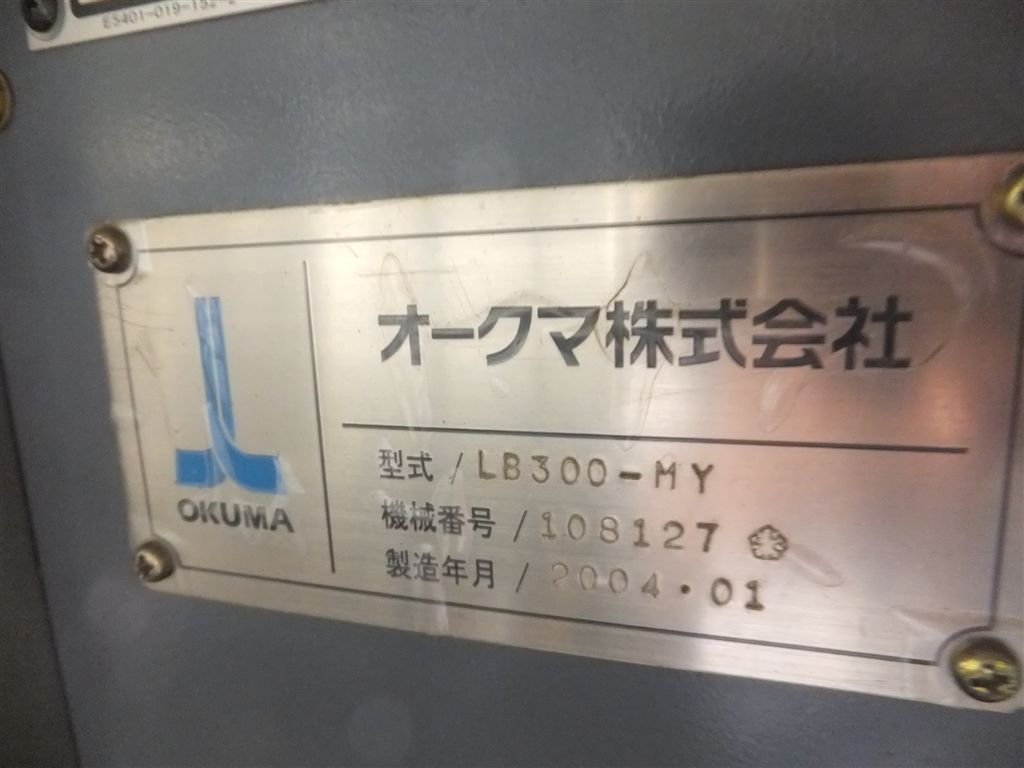 オークマ株式会社
OKUMA
型式 / LB300-MY
機械番号 / 108127
製造年月 / 2004・01